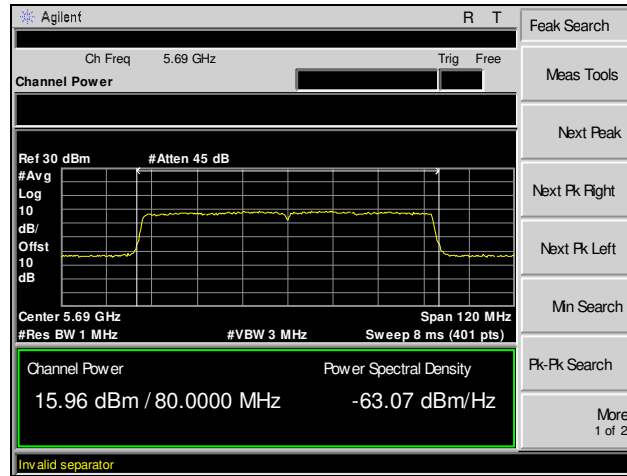 Agilent R T
Ch Freq 5.69 GHz Trig Free
Channel Power
Ref 30 dBm #Atten 45 dB
#Avg
Log
10
dB/
Offst
10
dB
Center 5.69 GHz Span 120 MHz
#Res BW 1 MHz #VBW 3 MHz Sweep 8 ms (401 pts)
Channel Power Power Spectral Density
15.96 dBm / 80.0000 MHz -63.07 dBm/Hz
Invalid separator
Feak Search
Meas Tools
Next Peak
Next Pk Right
Next Pk Left
Min Search
Pk-Pk Search
More
1 of 2